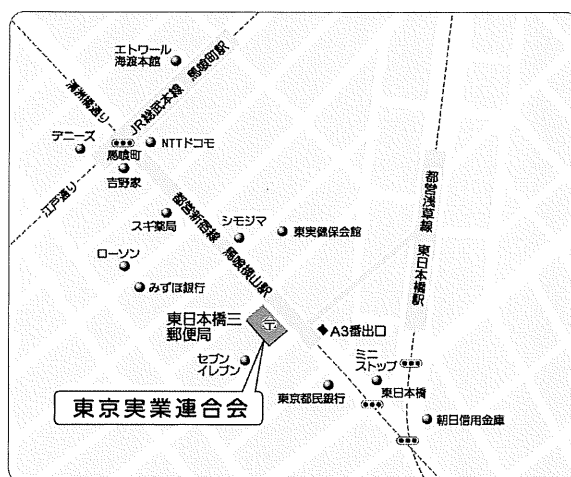 エトワール
海渡本館
清洲橋通り
JR総武本線 馬喰町駅
デニーズ
馬喰町
NTTドコモ
吉野家
江戸通り
スギ薬局
都営新宿線 馬喰横山駅
シモジマ
東実健保会館
都営浅草線 東日本橋駅
ローソン
みずほ銀行
東日本橋三
郵便局
A3番出口
セブン
イレブン
ミニ
ストップ
東京都民銀行
東日本橋
東京実業連合会
朝日信用金庫